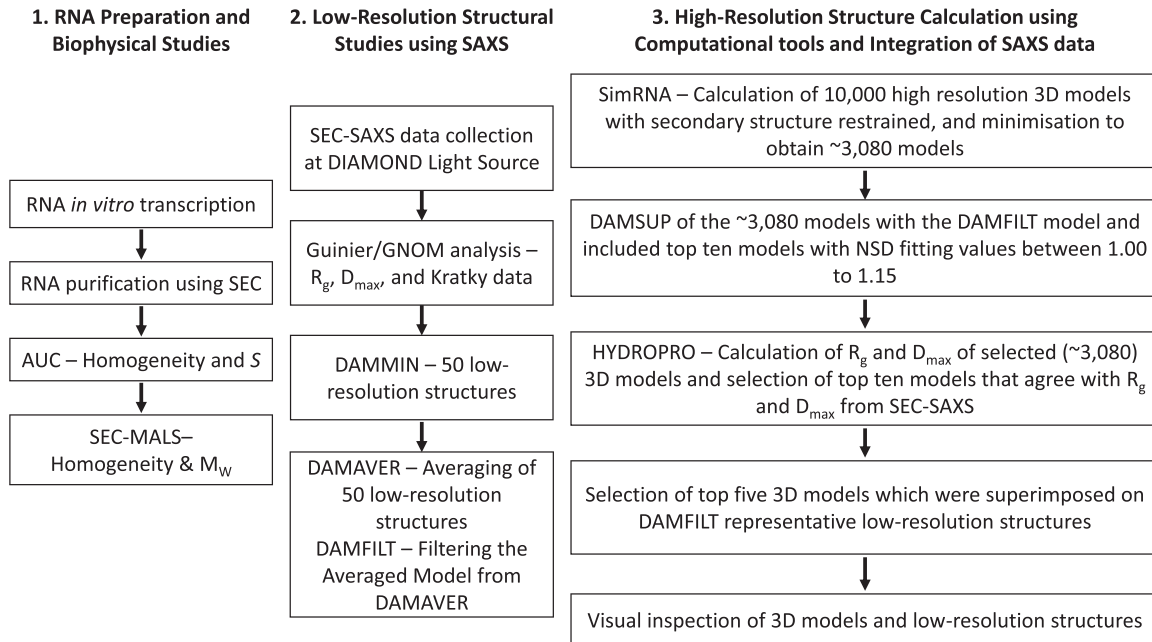 1. RNA Preparation and
Biophysical Studies
RNA in vitro transcription
RNA purification using SEC
AUC – Homogeneity and S
SEC-MALS–
Homogeneity & MW
2. Low-Resolution Structural
Studies using SAXS
SEC-SAXS data collection
at DIAMOND Light Source
Guinier/GNOM analysis –
Rg, Dmax, and Kratky data
DAMMIN – 50 low-
resolution structures
DAMAVER – Averaging of
50 low-resolution
structures
DAMFILT – Filtering the
Averaged Model from
DAMAVER
3. High-Resolution Structure Calculation using
Computational tools and Integration of SAXS data
SimRNA – Calculation of 10,000 high resolution 3D models
with secondary structure restrained, and minimisation to
obtain ~3,080 models
DAMSUP of the ~3,080 models with the DAMFILT model and
included top ten models with NSD fitting values between 1.00
to 1.15
HYDROPRO – Calculation of Rg and Dmax of selected (~3,080)
3D models and selection of top ten models that agree with Rg
and Dmax from SEC-SAXS
Selection of top five 3D models which were superimposed on
DAMFILT representative low-resolution structures
Visual inspection of 3D models and low-resolution structures